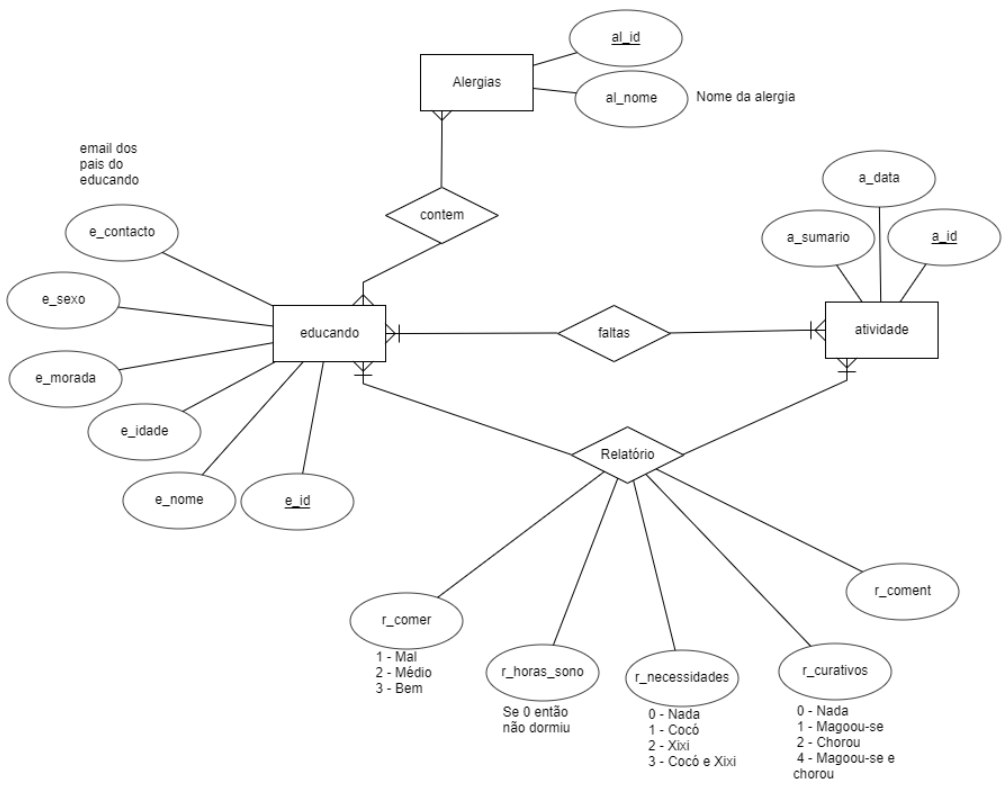 al_id
Alergias
al_nome
Nome da alergia
email dos
pais do
educando
a_data
e_contacto
contem
a_sumario
a_id
e_sexo
educando
faltas
atividade
e_morada
e_idade
Relatório
e_nome
e_id
r_coment
r_comer
1 - Mal
2 - Médio
3 - Bem
r_horas_sono
Se 0 então
não dormiu
r_necessidades
0 - Nada
1 - Cocó
2 - Xixi
3 - Cocó e Xixi
r_curativos
0 - Nada
1 - Magoou-se
2 - Chorou
4 - Magoou-se e
chorou